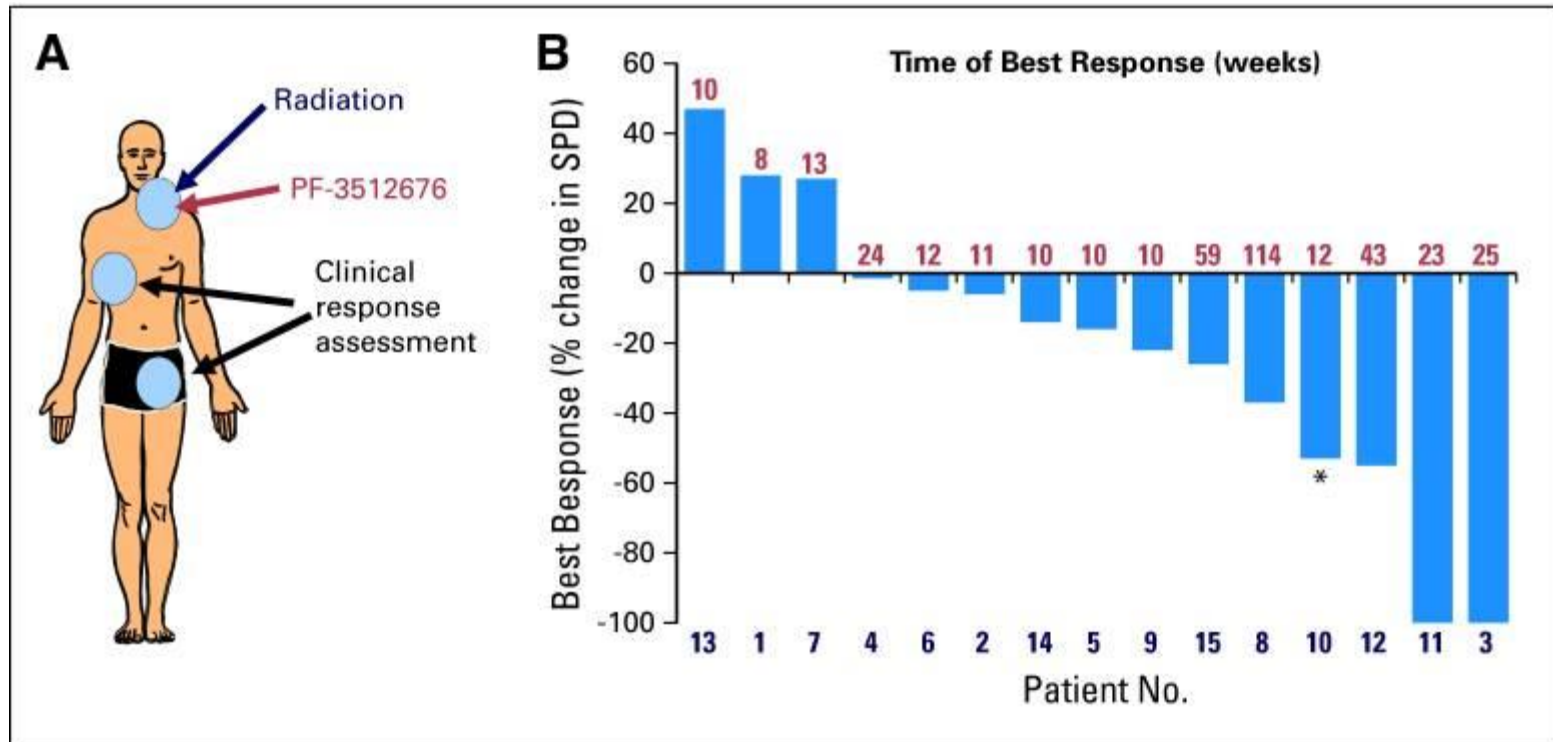 A
Radiation
PF-3512676
Clinical
response
assessment
B
Time of Best Response (weeks)
Best Besponse (% change in SPD)
60
40
20
0
-20
-40
-60
-80
-100
10 8 13 24 12 11 10 10 10 59 114 12 43 23 25
*
13 1 7 4 6 2 14 5 9 15 8 10 12 11 3
Patient No.